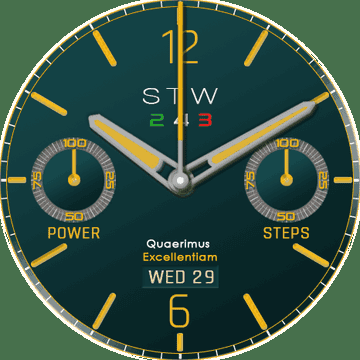 12
STW
243
100
75
25
50
100
75
25
50
POWER
STEPS
Quaerimus
Excellentiam
WED 29
6